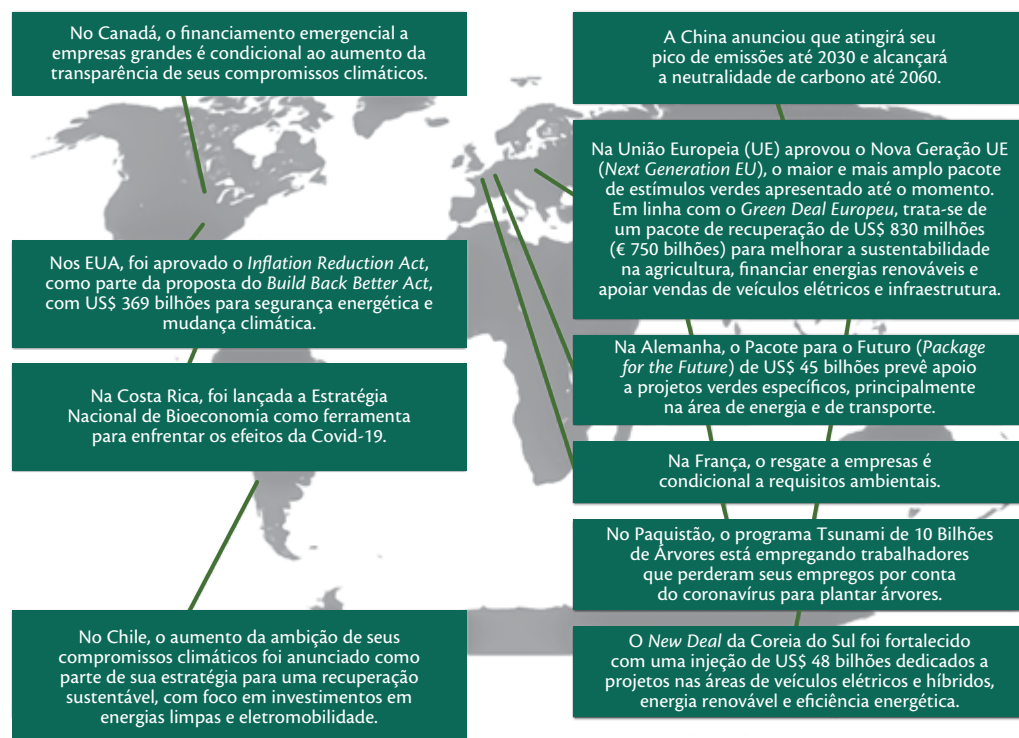 No Canadá, o financiamento emergencial a
empresas grandes é condicional ao aumento da
transparência de seus compromissos climáticos.
Nos EUA, foi aprovado o Inflation Reduction Act,
como parte da proposta do Build Back Better Act,
com US$ 369 bilhões para segurança energética e
mudança climática.
Na Costa Rica, foi lançada a Estratégia
Nacional de Bioeconomia como ferramenta
para enfrentar os efeitos da Covid-19.
No Chile, o aumento da ambição de seus
compromissos climáticos foi anunciado como
parte de sua estratégia para uma recuperação
sustentável, com foco em investimentos em
energias limpas e eletromobilidade.
A China anunciou que atingirá seu
pico de emissões até 2030 e alcançará
a neutralidade de carbono até 2060.
Na União Europeia (UE) aprovou o Nova Geração UE
(Next Generation EU), o maior e mais amplo pacote
de estímulos verdes apresentado até o momento.
Em linha com o Green Deal Europeu, trata-se de
um pacote de recuperação de US$ 830 milhões
(€ 750 bilhões) para melhorar a sustentabilidade
na agricultura, financiar energias renováveis e
apoiar vendas de veículos elétricos e infraestrutura.
Na Alemanha, o Pacote para o Futuro (Package
for the Future) de US$ 45 bilhões prevê apoio
a projetos verdes específicos, principalmente
na área de energia e de transporte.
Na França, o resgate a empresas é
condicional a requisitos ambientais.
No Paquistão, o programa Tsunami de 10 Bilhões
de Árvores está empregando trabalhadores
que perderam seus empregos por conta
do coronavírus para plantar árvores.
O New Deal da Coreia do Sul foi fortalecido
com uma injeção de US$ 48 bilhões dedicados a
projetos nas áreas de veículos elétricos e híbridos,
energia renovável e eficiência energética.